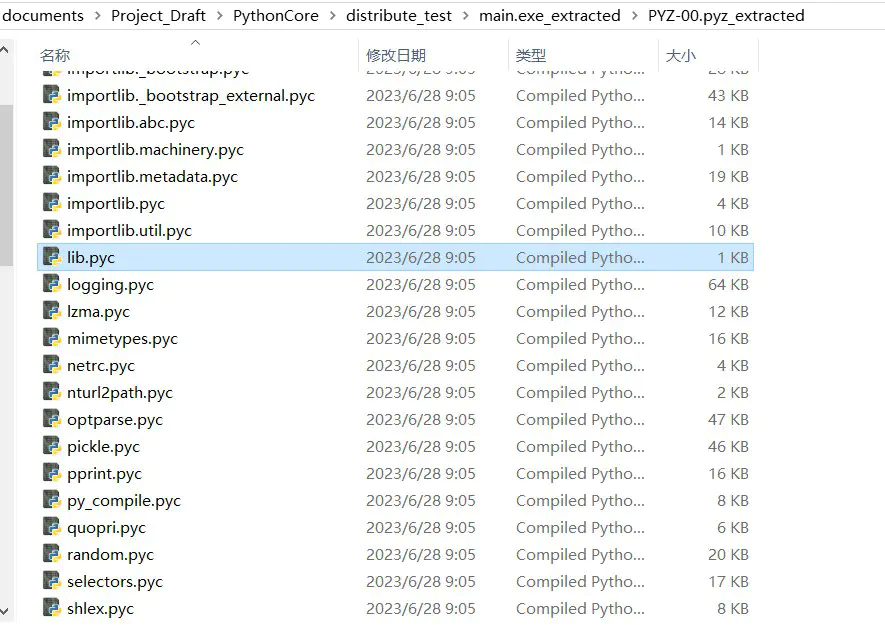 documents > Project_Draft > PythonCore > distribute_test > main.exe_extracted > PYZ-00.pyz_extracted
名称 修改日期 类型 大小
importlib._bootstrap.pyc 2023/6/28 9:05 Compiled Pytho... 28 KB
importlib._bootstrap_external.pyc 2023/6/28 9:05 Compiled Pytho... 43 KB
importlib.abc.pyc 2023/6/28 9:05 Compiled Pytho... 14 KB
importlib.machinery.pyc 2023/6/28 9:05 Compiled Pytho... 1 KB
importlib.metadata.pyc 2023/6/28 9:05 Compiled Pytho... 19 KB
importlib.pyc 2023/6/28 9:05 Compiled Pytho... 4 KB
importlib.util.pyc 2023/6/28 9:05 Compiled Pytho... 10 KB
lib.pyc 2023/6/28 9:05 Compiled Pytho... 1 KB
logging.pyc 2023/6/28 9:05 Compiled Pytho... 64 KB
lzma.pyc 2023/6/28 9:05 Compiled Pytho... 12 KB
mimetypes.pyc 2023/6/28 9:05 Compiled Pytho... 16 KB
netrc.pyc 2023/6/28 9:05 Compiled Pytho... 4 KB
nturl2path.pyc 2023/6/28 9:05 Compiled Pytho... 2 KB
optparse.pyc 2023/6/28 9:05 Compiled Pytho... 47 KB
pickle.pyc 2023/6/28 9:05 Compiled Pytho... 46 KB
pprint.pyc 2023/6/28 9:05 Compiled Pytho... 16 KB
py_compile.pyc 2023/6/28 9:05 Compiled Pytho... 8 KB
quopri.pyc 2023/6/28 9:05 Compiled Pytho... 6 KB
random.pyc 2023/6/28 9:05 Compiled Pytho... 20 KB
selectors.pyc 2023/6/28 9:05 Compiled Pytho... 17 KB
shlex.pyc 2023/6/28 9:05 Compiled Pytho... 8 KB